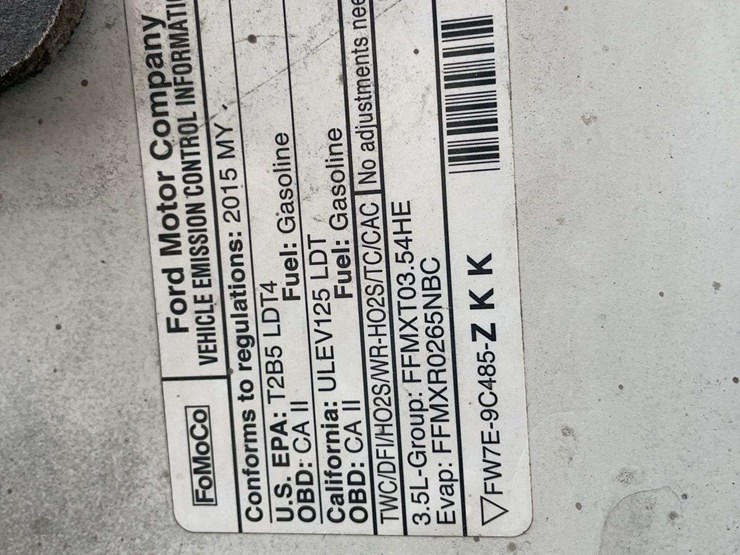 FoMoCo
Ford Motor Company
VEHICLE EMISSION CONTROL INFORMATI
Conforms to regulations: 2015 MY
U.S. EPA: T2B5 LDT4
OBD: CA II Fuel: Gasoline
California: ULEV125 LDT
OBD: CA II Fuel: Gasoline
TWC/DFI/HO2S/WR-HO2S/TC/CAC No adjustments nee
3.5L-Group: FFMXT03.54HE
Evap: FFMXR0265NBC
▽FW7E-9C485-Z K K